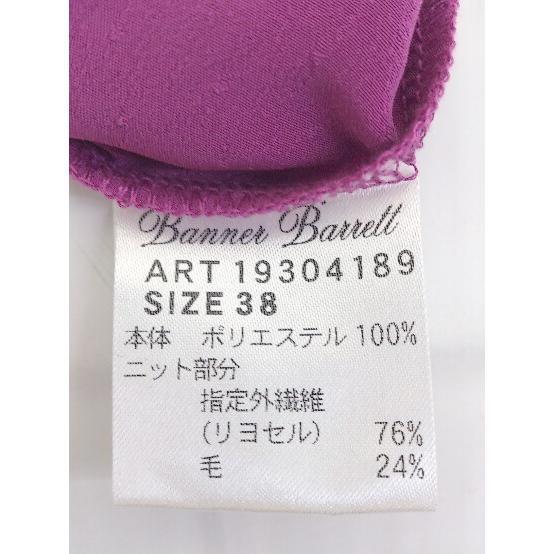 Banner Barrett
ART 19304189
SIZE 38
本体 ポリエステル 100%
ニット部分
指定外繊維
(リヨセル) 76%
毛 24%